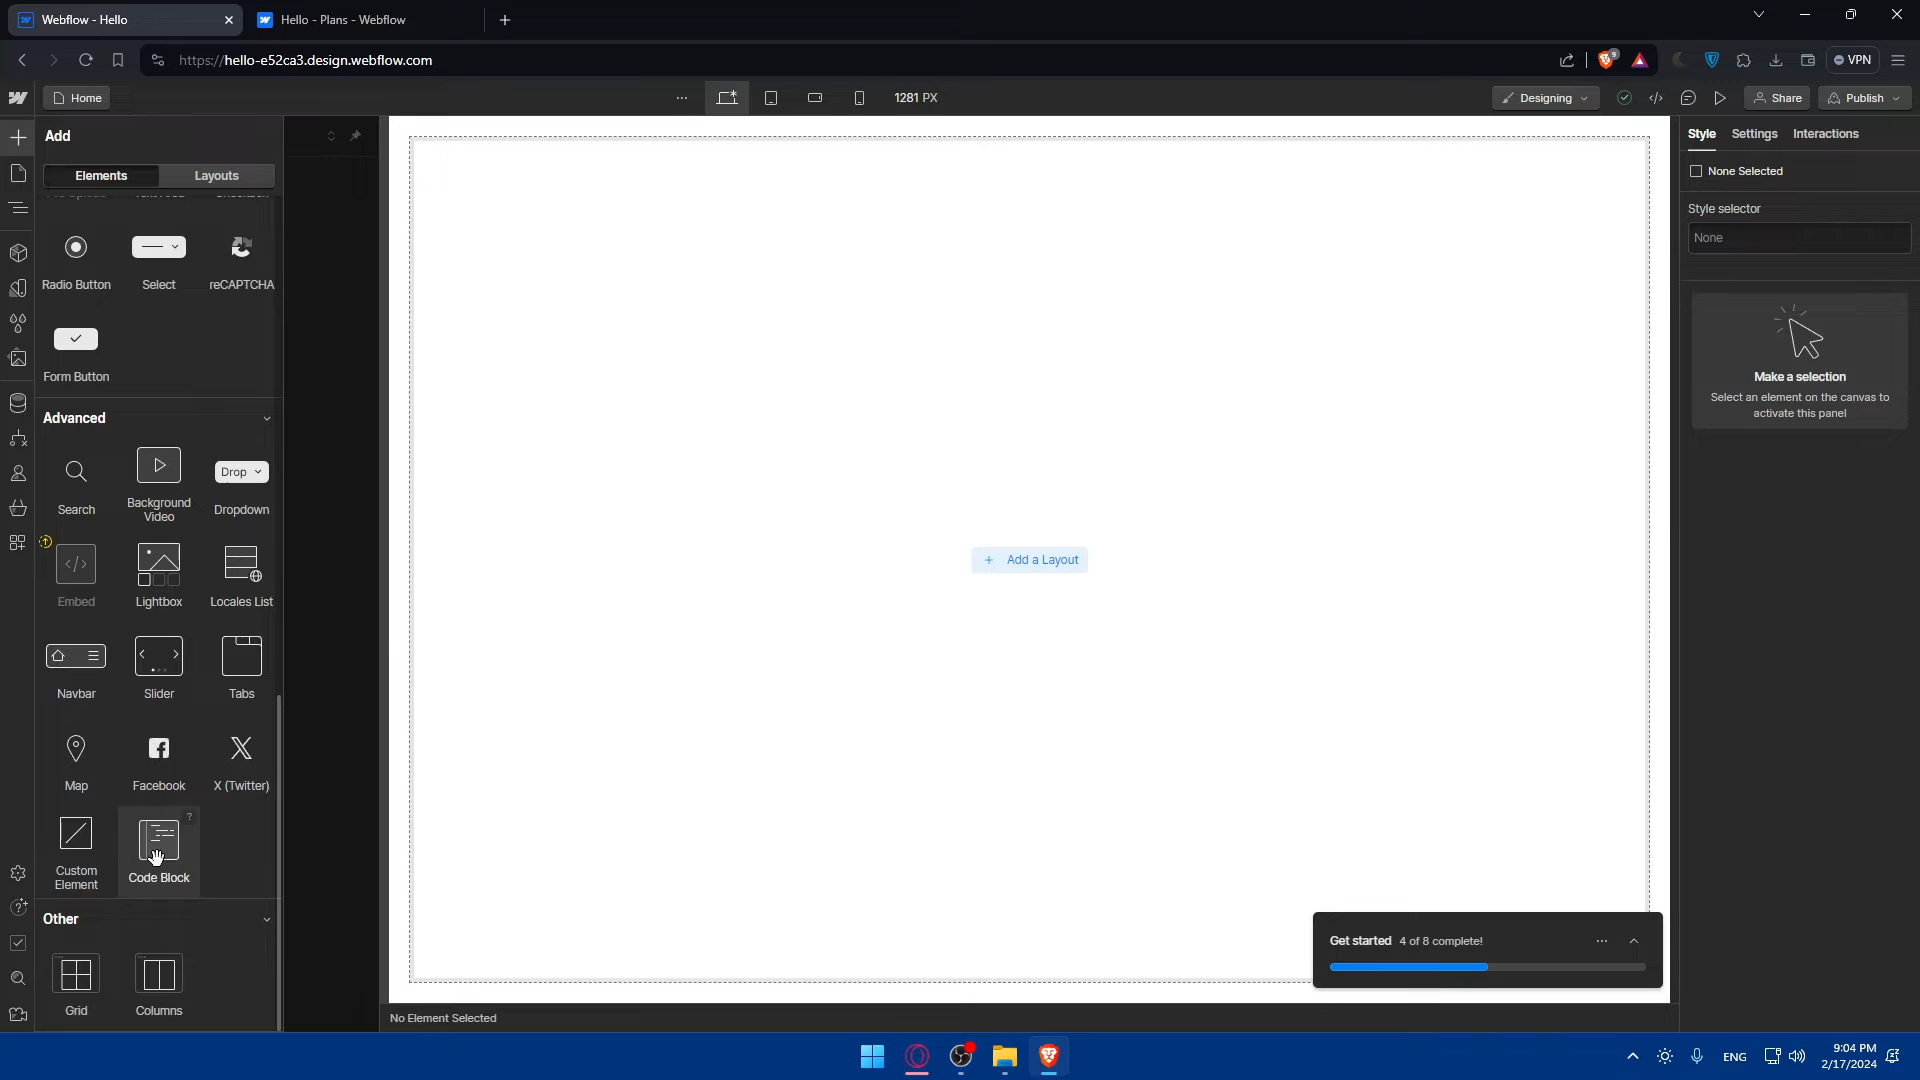 Webflow - Hello
Hello - Plans - Webflow
https://hello-e52ca3.design.webflow.com
9
VPN
Home
1281 PX
Designing
Share
Publish
Add
Elements
Layouts
Radio Button
Select
reCAPTCHA
Form Button
Advanced
Search
Background Video
Drop
Dropdown
Embed
Lightbox
Locales List
Navbar
Slider
Tabs
Map
Facebook
X (Twitter)
Custom Element
?
Code Block
Other
Grid
Columns
Add a Layout
Get started 4 of 8 complete!
No Element Selected
Style
Settings
Interactions
None Selected
Style selector
None
Make a selection
Select an element on the canvas to
activate this panel
ENG
9:04 PM
2/17/2024